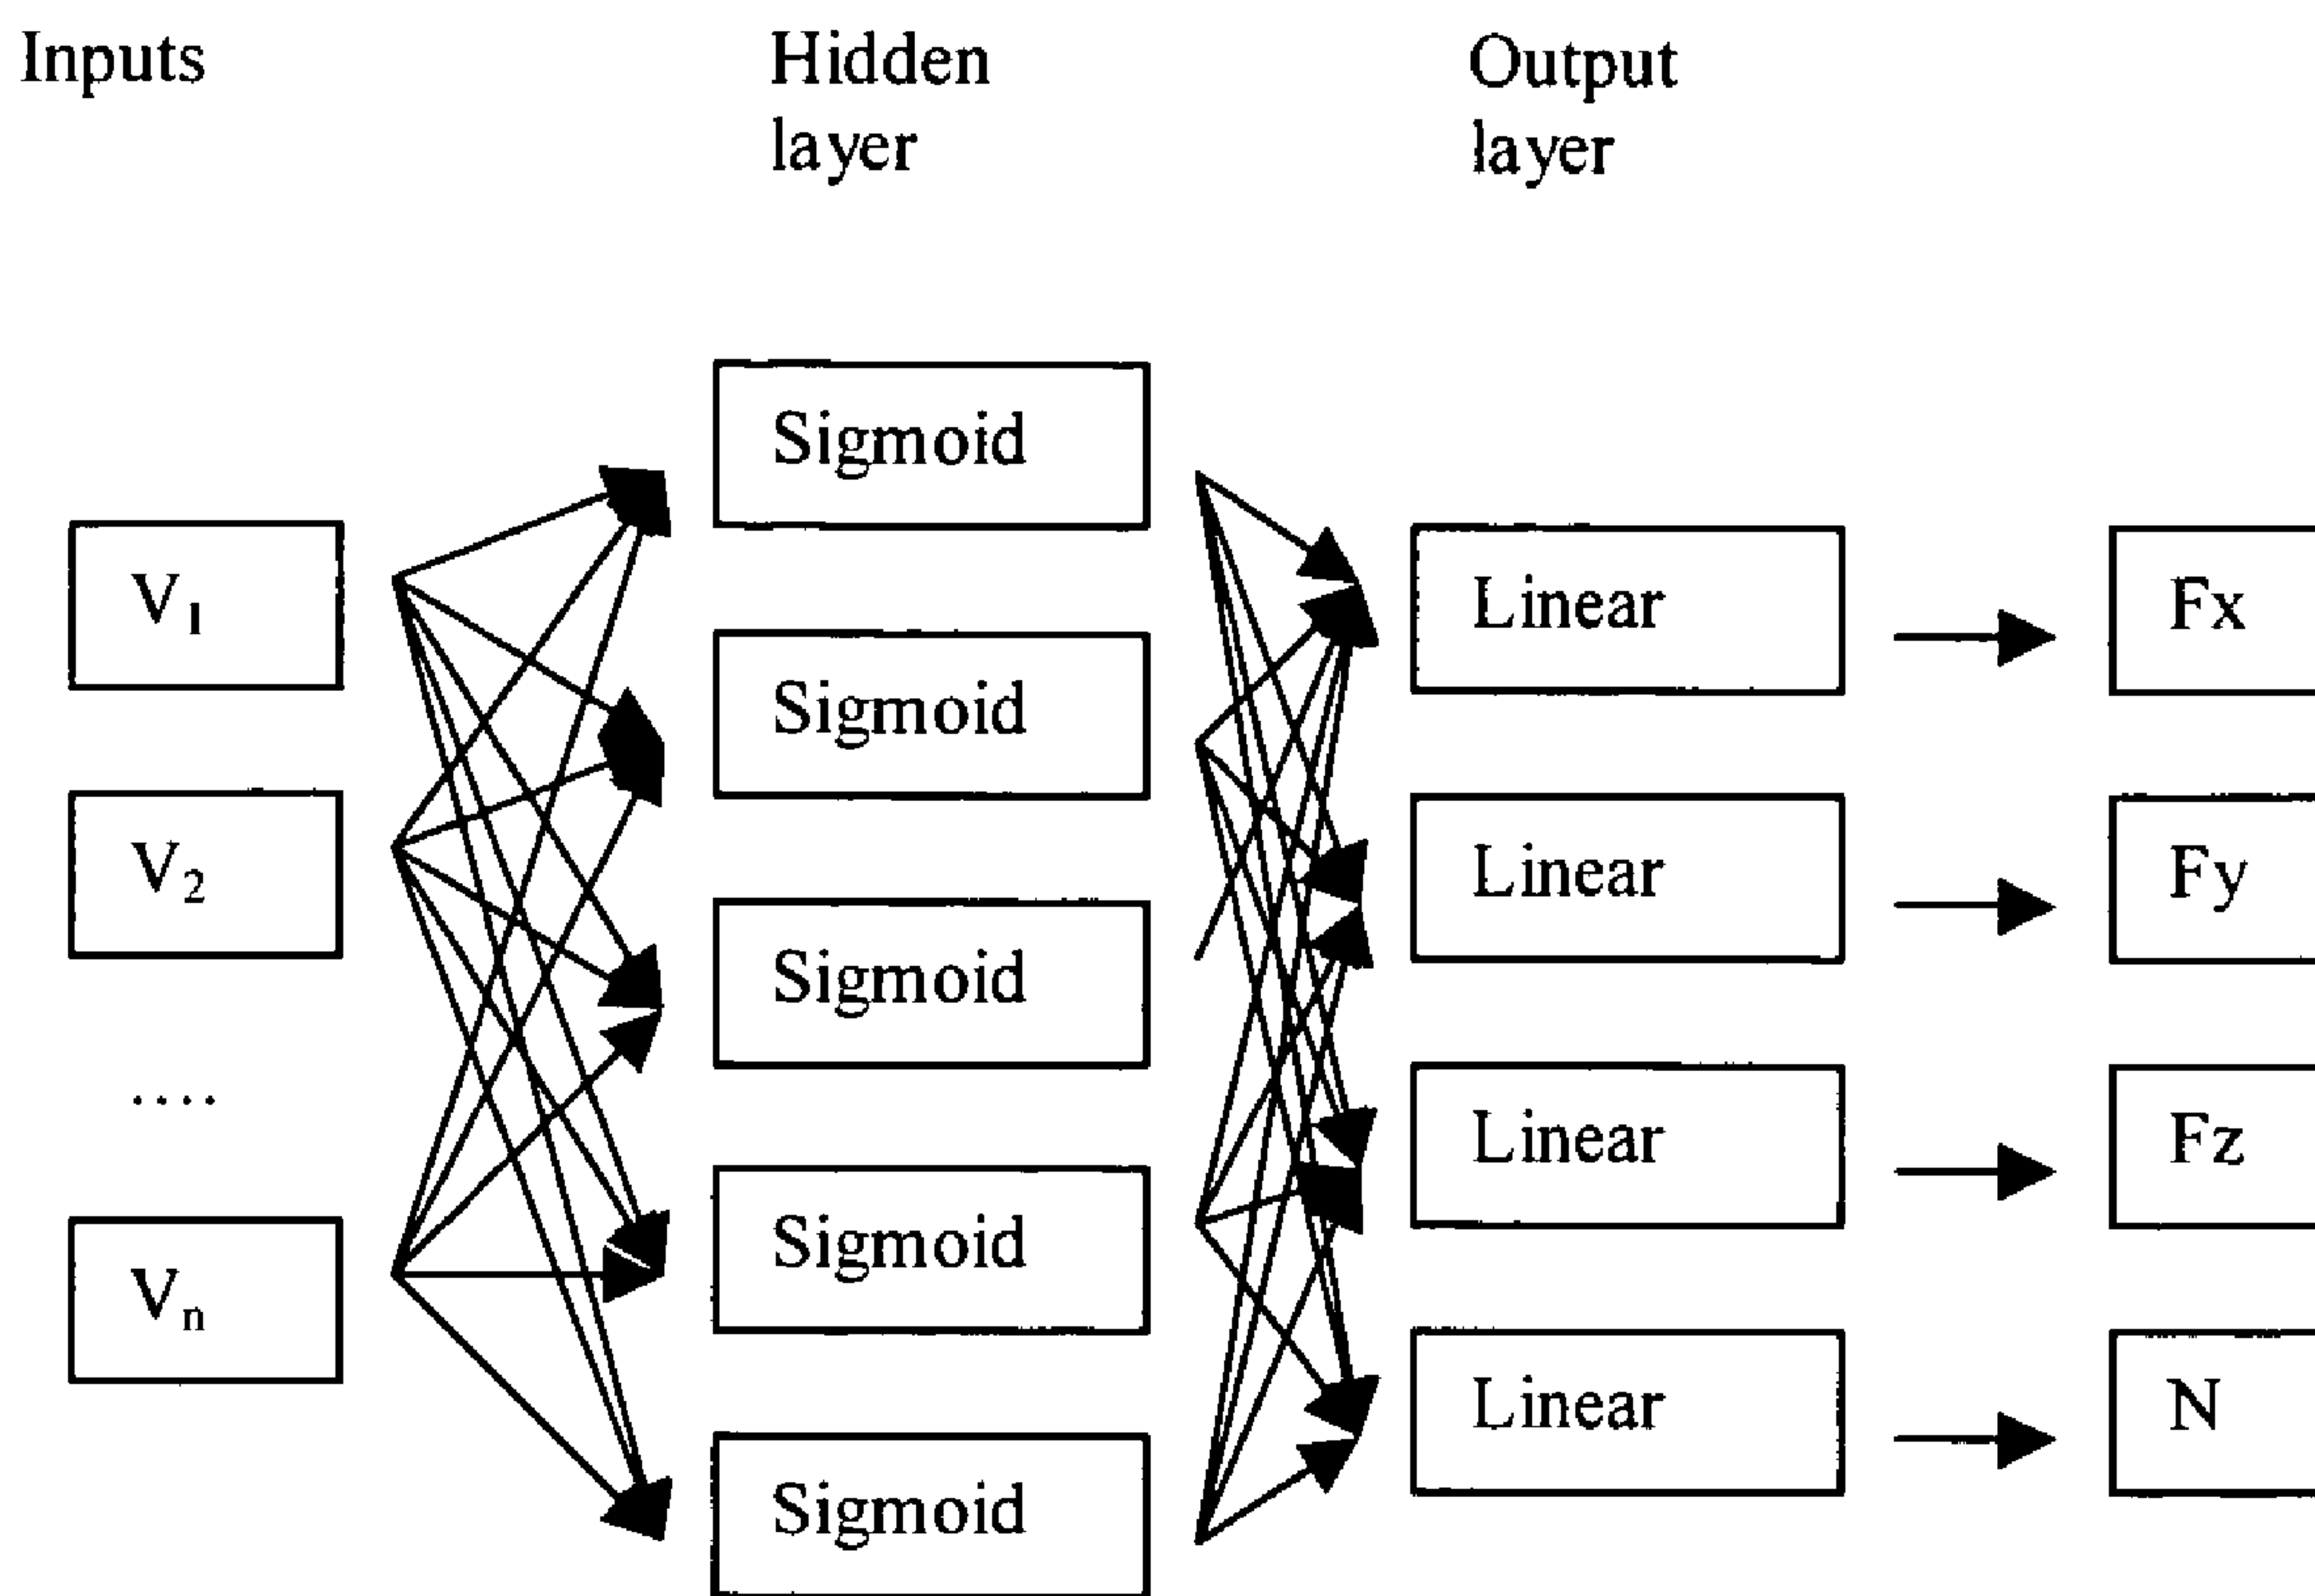 Inputs
Hidden
layer
Output
layer
V1
V2
....
Vn
Sigmoid
Sigmoid
Sigmoid
Sigmoid
Sigmoid
Linear
Linear
Linear
Linear
Fx
Fy
Fz
N